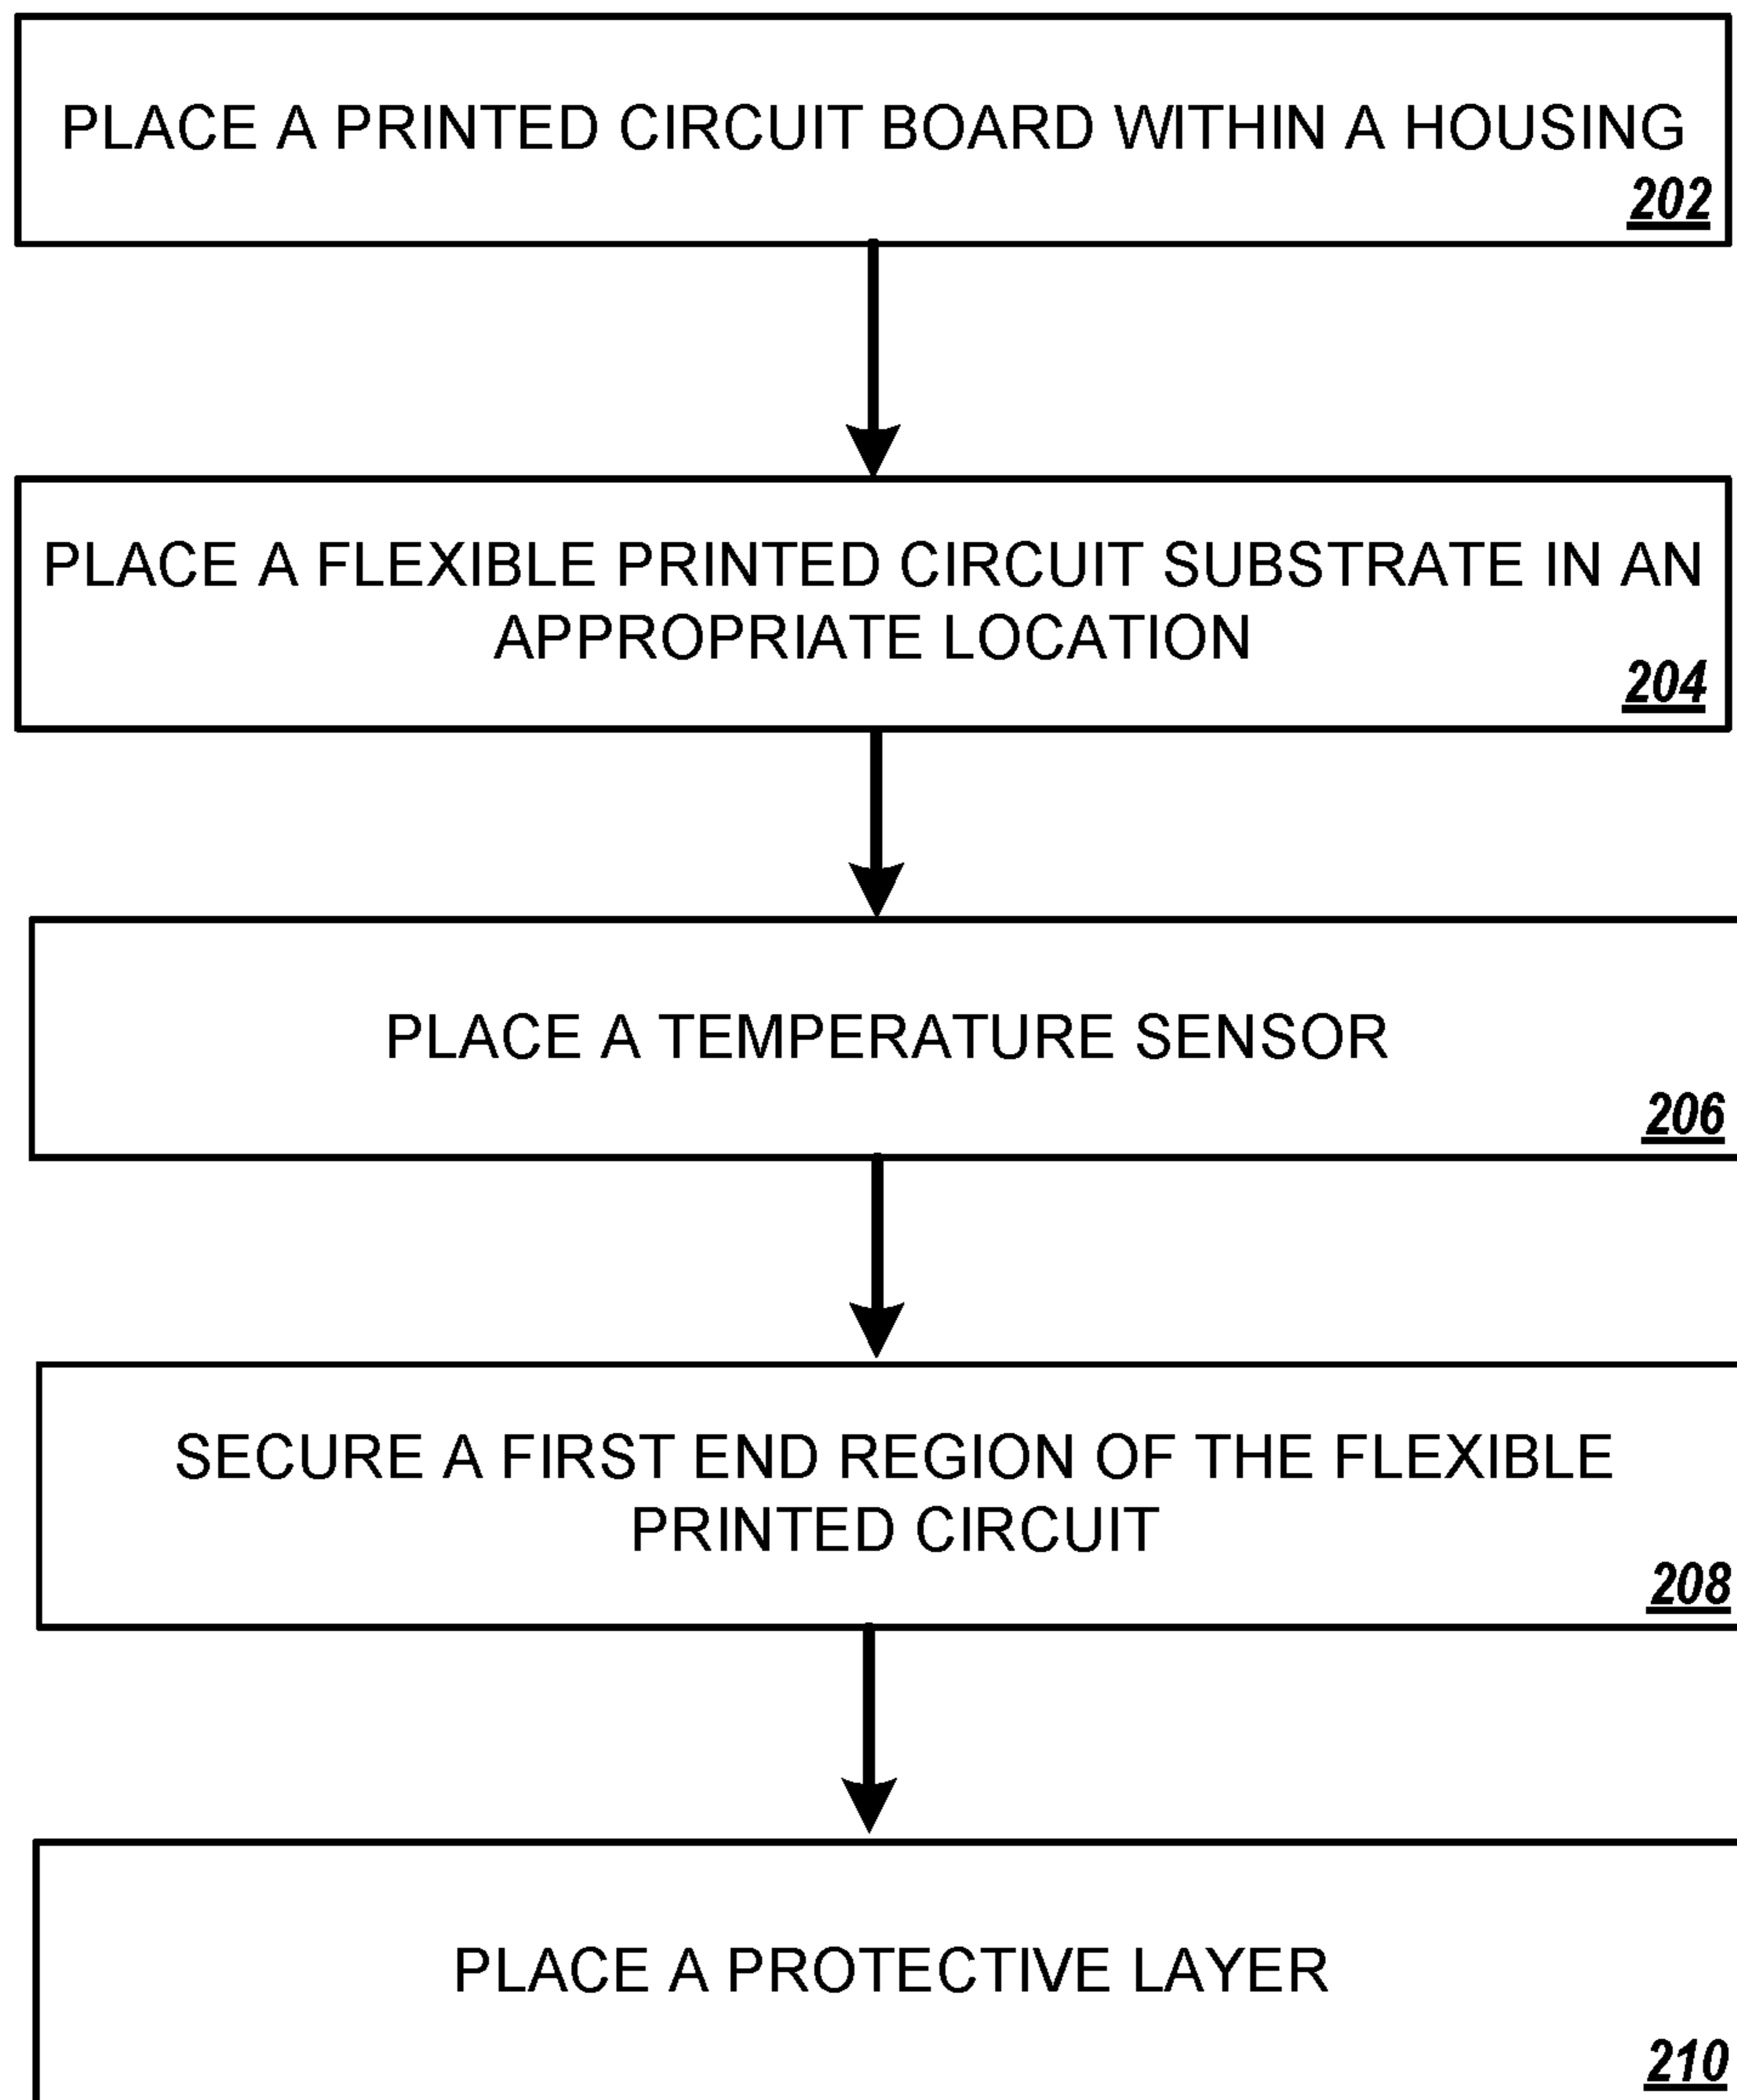 PLACE A PRINTED CIRCUIT BOARD WITHIN A HOUSING
202
PLACE A FLEXIBLE PRINTED CIRCUIT SUBSTRATE IN AN
APPROPRIATE LOCATION
204
PLACE A TEMPERATURE SENSOR
206
SECURE A FIRST END REGION OF THE FLEXIBLE
PRINTED CIRCUIT
208
PLACE A PROTECTIVE LAYER
210